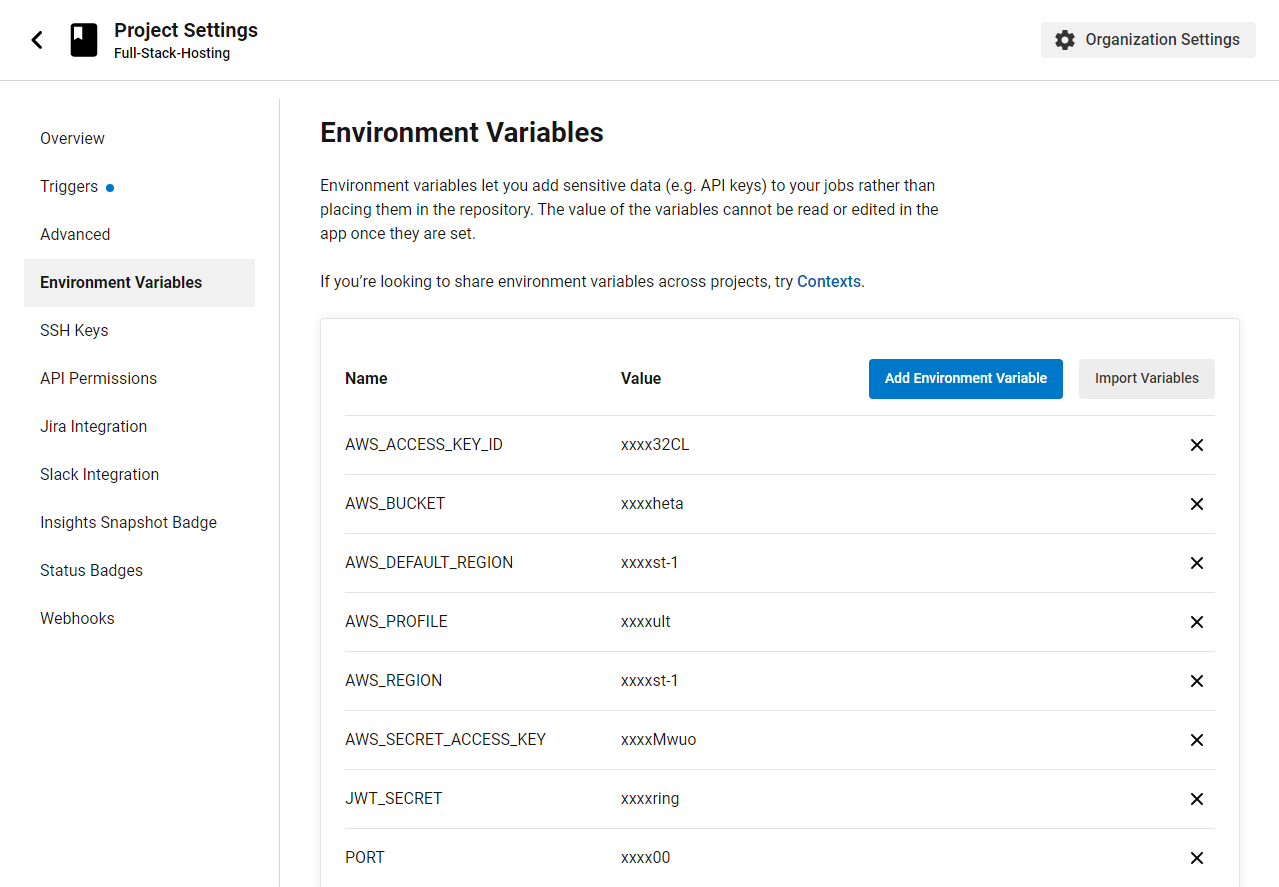 Project Settings
Full-Stack-Hosting
Organization Settings
Overview
Triggers
Advanced
Environment Variables
SSH Keys
API Permissions
Jira Integration
Slack Integration
Insights Snapshot Badge
Status Badges
Webhooks
Environment Variables
Environment variables let you add sensitive data (e.g. API keys) to your jobs rather than
placing them in the repository. The value of the variables cannot be read or edited in the
app once they are set.
If you’re looking to share environment variables across projects, try Contexts.
Name Value Add Environment Variable Import Variables
AWS_ACCESS_KEY_ID xxxx32CL
AWS_BUCKET xxxxheta
AWS_DEFAULT_REGION xxxxst-1
AWS_PROFILE xxxxult
AWS_REGION xxxxst-1
AWS_SECRET_ACCESS_KEY xxxxMwuo
JWT_SECRET xxxxring
PORT xxxx00